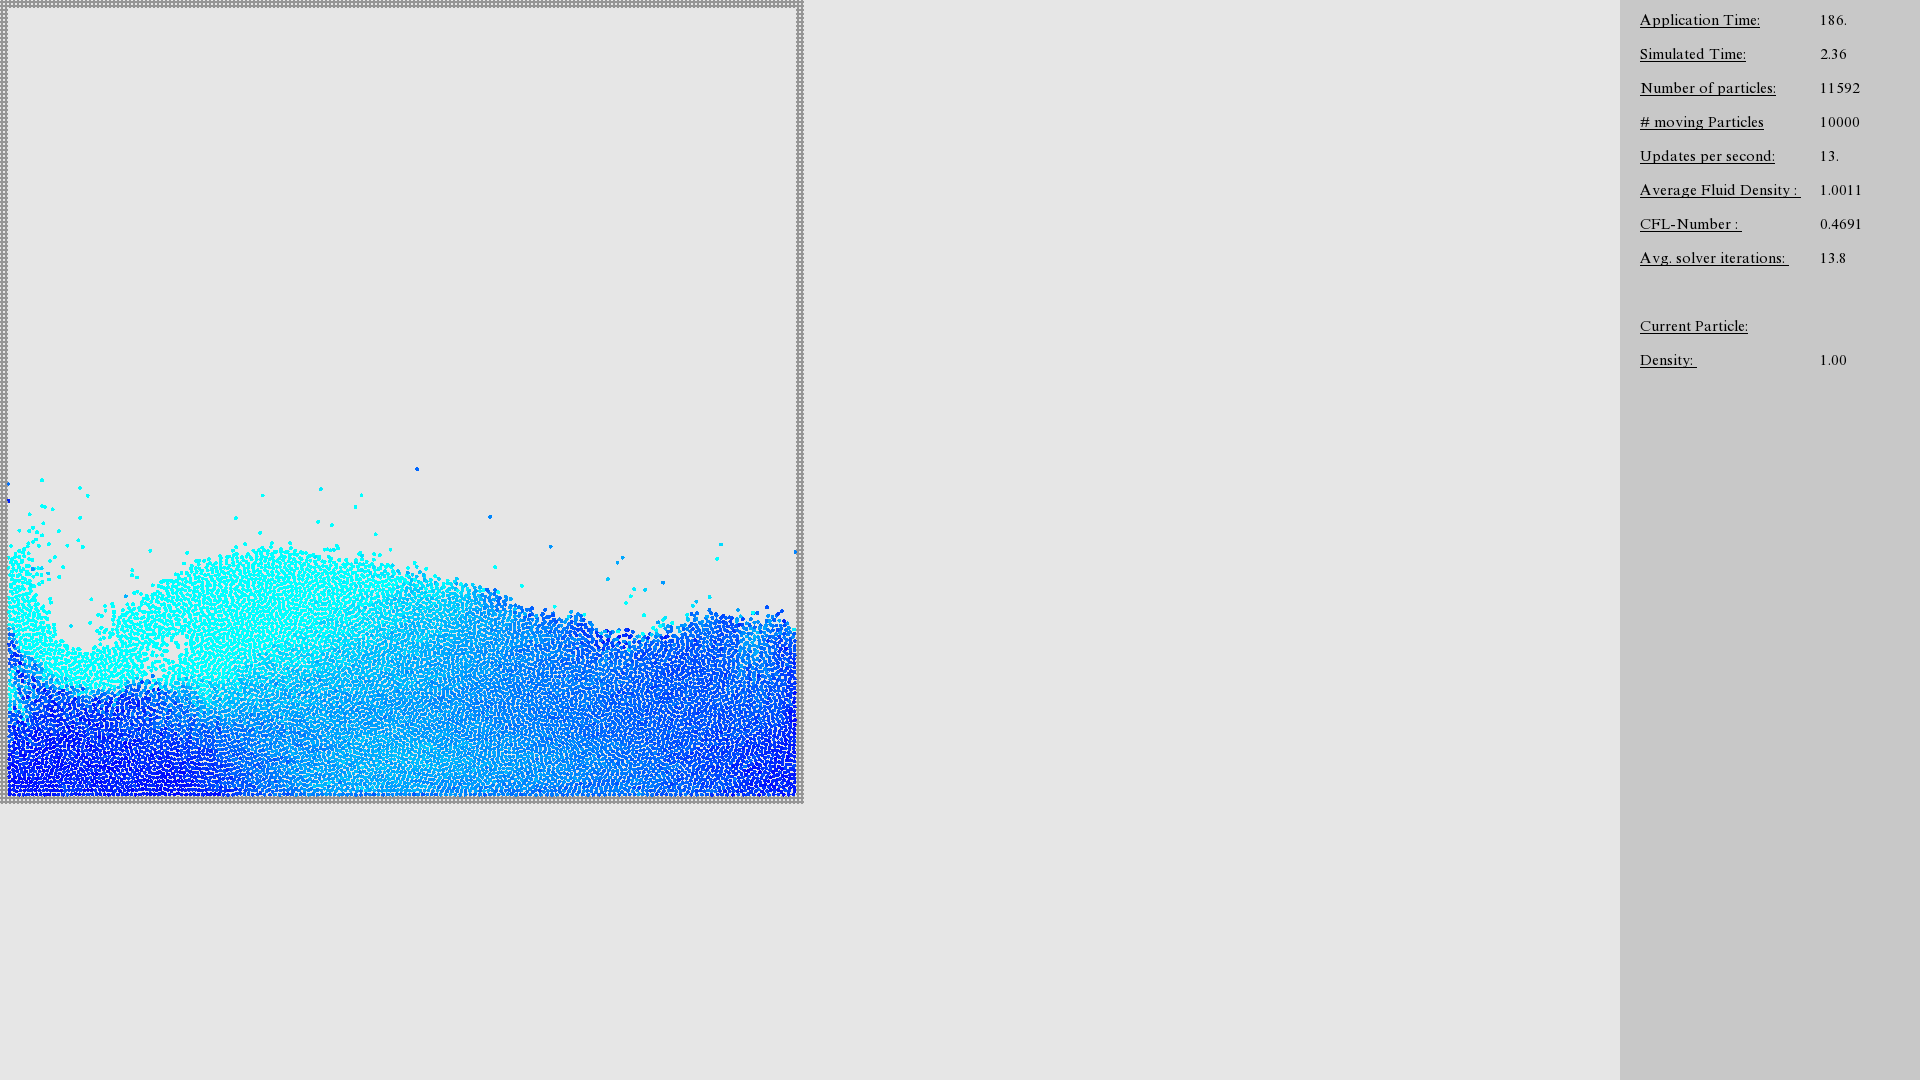 Application Time: 186.
Simulated Time: 2.36
Number of particles: 11592
# moving Particles 10000
Updates per second: 13.
Average Fluid Density : 1.0011
CFL-Number : 0.4691
Avg. solver iterations: 13.8
Current Particle:
Density: 1.00